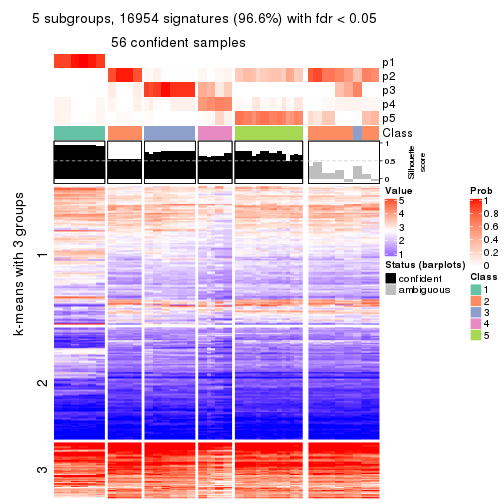 5 subgroups, 16954 signatures (96.6%) with fdr < 0.05
56 confident samples
p1
p2
p3
p4
p5
Class
1
0.5
0
Silhouette
score
k-means with 3 groups
1
2
3
Value
5
4
3
2
1
Status (barplots)
confident
ambiguous
Prob
1
0.8
0.6
0.4
0.2
0
Class
1
2
3
4
5